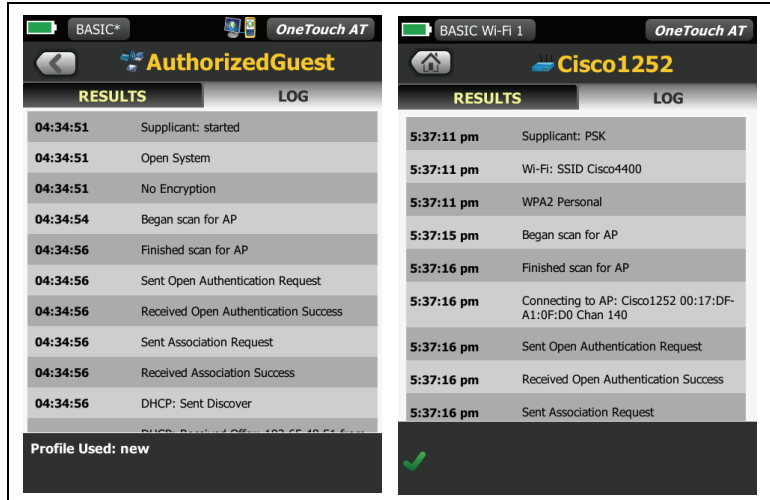 BASIC*
OneTouch AT
AuthorizedGuest
RESULTS
LOG
04:34:51 Supplicant: started
04:34:51 Open System
04:34:51 No Encryption
04:34:54 Began scan for AP
04:34:56 Finished scan for AP
04:34:56 Sent Open Authentication Request
04:34:56 Received Open Authentication Success
04:34:56 Sent Association Request
04:34:56 Received Association Success
04:34:56 DHCP: Sent Discover
Profile Used: new
BASIC Wi-Fi 1
OneTouch AT
Cisco1252
RESULTS
LOG
5:37:11 pm Supplicant: PSK
5:37:11 pm Wi-Fi: SSID Cisco4400
5:37:11 pm WPA2 Personal
5:37:15 pm Began scan for AP
5:37:16 pm Finished scan for AP
5:37:16 pm Connecting to AP: Cisco1252 00:17:DF-
A1:0F:D0 Chan 140
5:37:16 pm Sent Open Authentication Request
5:37:16 pm Received Open Authentication Success
5:37:16 pm Sent Association Request